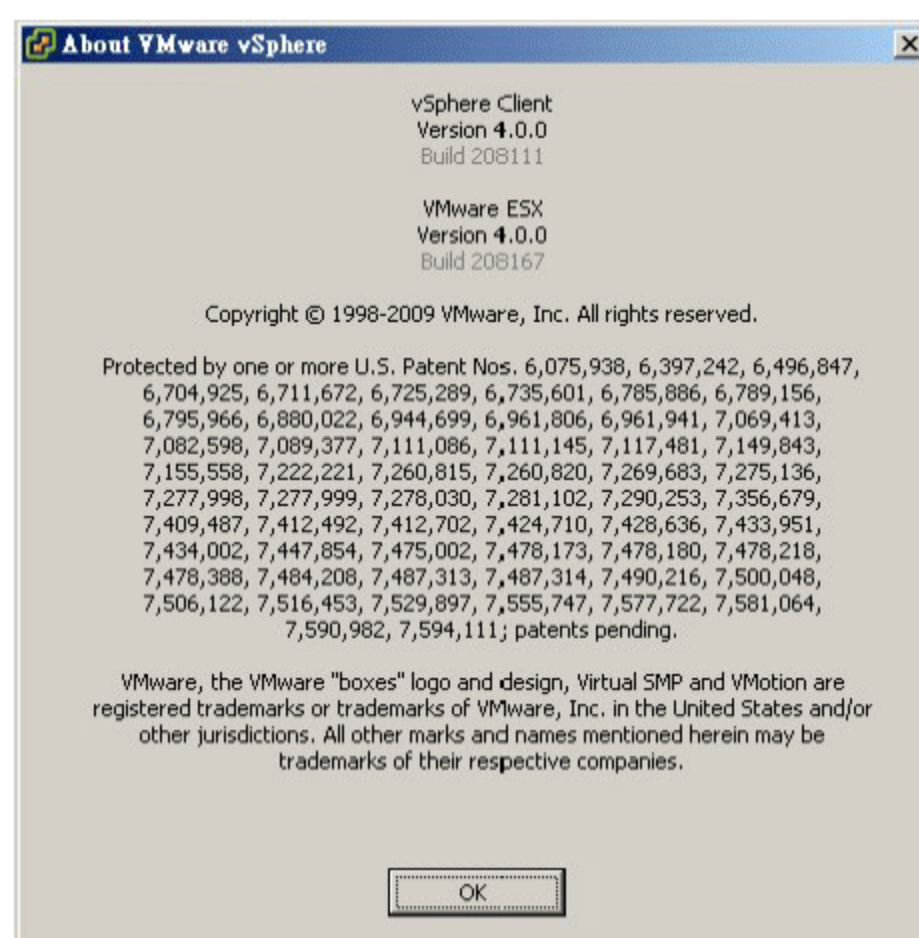 About VMware vSphere
vSphere Client
Version 4.0.0
Build 208111
VMware ESX
Version 4.0.0
Build 208167
Copyright © 1998-2009 VMware, Inc. All rights reserved.
Protected by one or more U.S. Patent Nos. 6,075,938, 6,397,242, 6,496,847,
6,704,925, 6,711,672, 6,725,289, 6,735,601, 6,785,886, 6,789,156,
6,795,966, 6,880,022, 6,944,699, 6,961,806, 6,961,941, 7,069,413,
7,082,598, 7,089,377, 7,111,086, 7,111,145, 7,117,481, 7,149,843,
7,155,558, 7,222,221, 7,260,815, 7,260,820, 7,269,683, 7,275,136,
7,277,998, 7,277,999, 7,278,030, 7,281,102, 7,290,253, 7,356,679,
7,409,487, 7,412,492, 7,412,702, 7,424,710, 7,428,636, 7,433,951,
7,434,002, 7,447,854, 7,475,002, 7,478,173, 7,478,180, 7,478,218,
7,478,388, 7,484,208, 7,487,313, 7,487,314, 7,490,216, 7,500,048,
7,506,122, 7,516,453, 7,529,897, 7,555,747, 7,577,722, 7,581,064,
7,590,982, 7,594,111; patents pending.
VMware, the VMware "boxes" logo and design, Virtual SMP and VMotion are
registered trademarks or trademarks of VMware, Inc. in the United States and/or
other jurisdictions. All other marks and names mentioned herein may be
trademarks of their respective companies.
OK